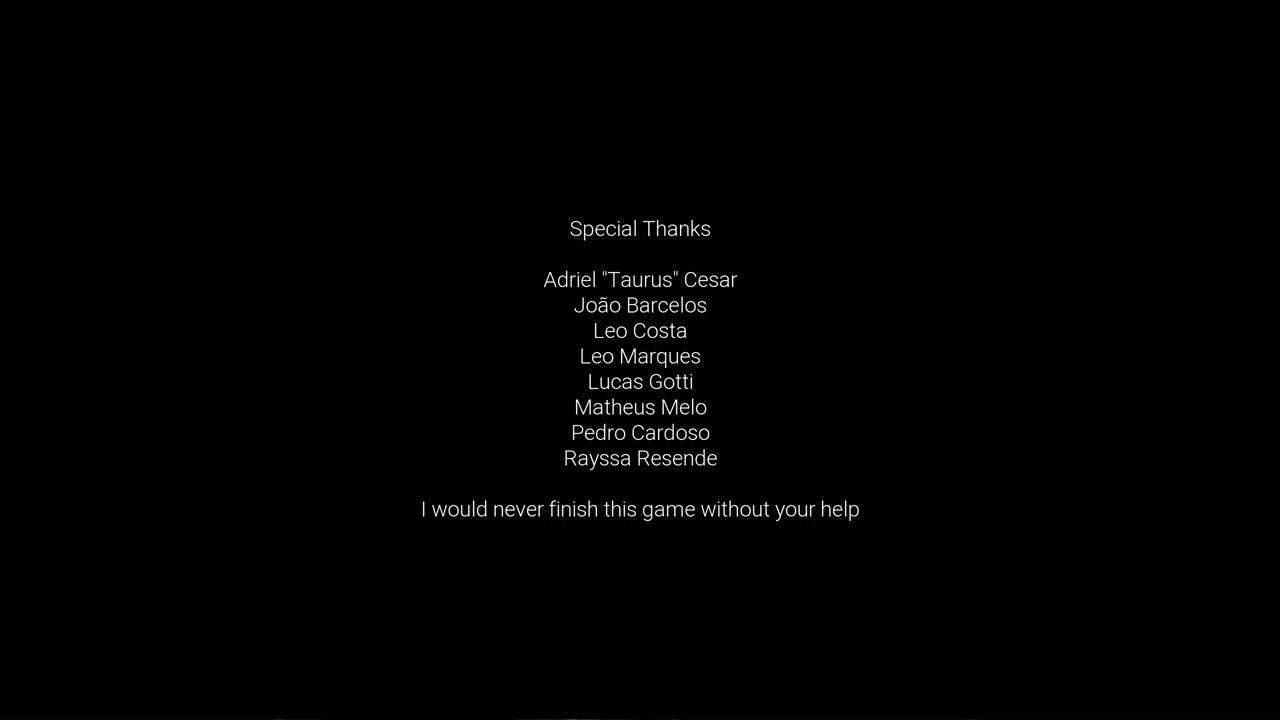 Special Thanks
Adriel "Taurus" Cesar
João Barcelos
Leo Costa
Leo Marques
Lucas Gotti
Matheus Melo
Pedro Cardoso
Rayssa Resende
I would never finish this game without your help